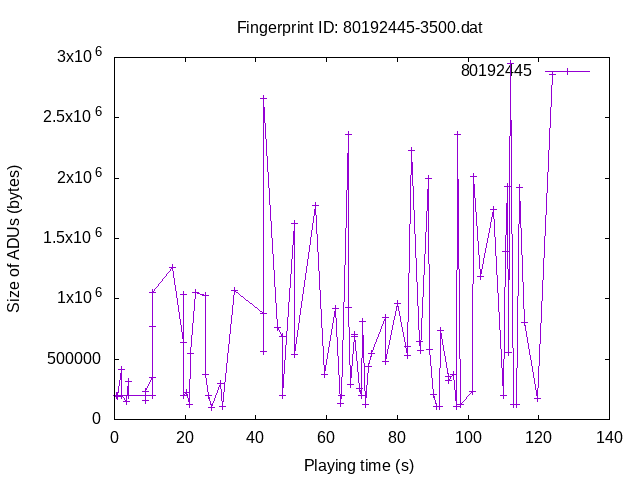 Fingerprint ID: 80192445-3500.dat
3x10^6
80192445
2.5x10^6
2x10^6
1.5x10^6
1x10^6
500000
0
Size of ADUs (bytes)
0 20 40 60 80 100 120 140
Playing time (s)